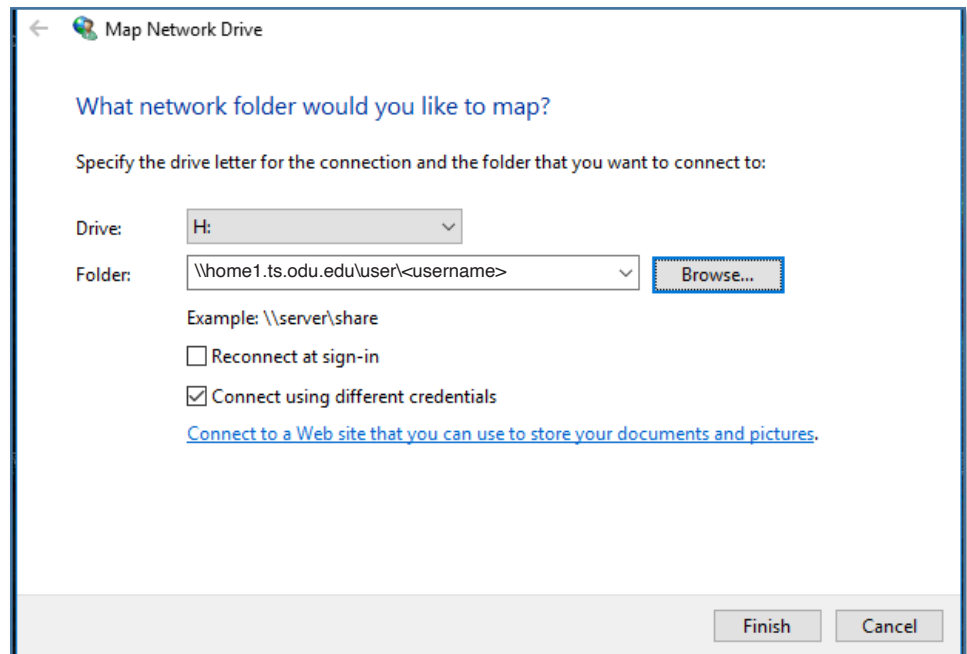 Map Network Drive
What network folder would you like to map?
Specify the drive letter for the connection and the folder that you want to connect to:
Drive: H:
Folder: \\home1.ts.odu.edu\user\<username> Browse...
Example: \\server\share
Reconnect at sign-in
Connect using different credentials
Connect to a Web site that you can use to store your documents and pictures.
Finish Cancel